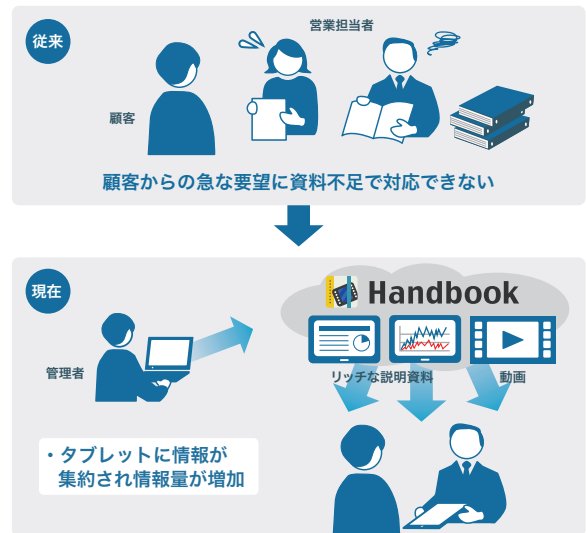 従来
営業担当者
顧客
顧客からの急な要望に資料不足で対応できない
現在
Handbook
管理者
リッチな説明資料
動画
・タブレットに情報が
集約され情報量が増加